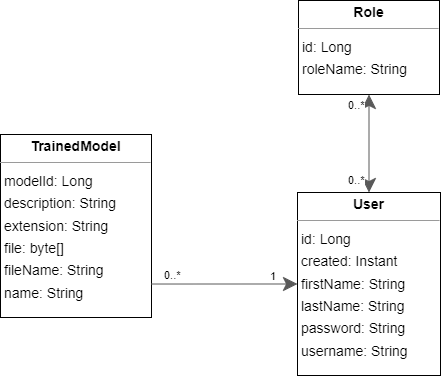 Role
id: Long
roleName: String
0..*
0..*
TrainedModel
modelId: Long
description: String
extension: String
file: byte[]
fileName: String
name: String
0..*
1
User
id: Long
created: Instant
firstName: String
lastName: String
password: String
username: String